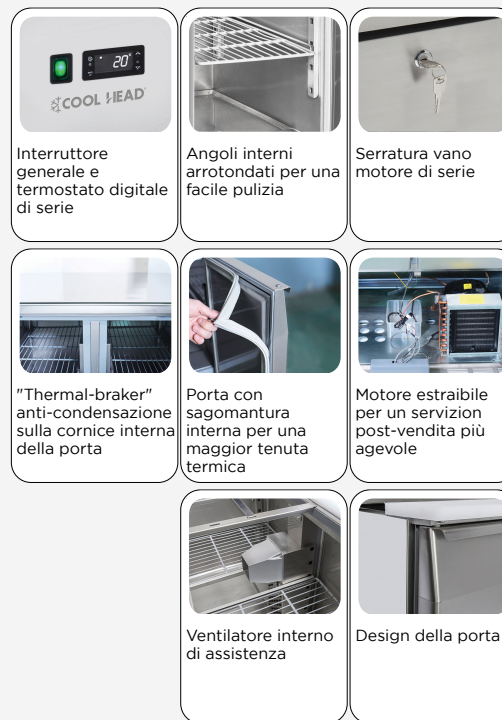 20°
COOL HEAD
Interruttore
generale e
termostato digitale
di serie
Angoli interni
arrotondati per una
facile pulizia
Serratura vano
motore di serie
"Thermal-braker"
anti-condensazione
sulla cornice interna
della porta
Porta con
sagomantura
interna per una
maggior tenuta
termica
Motore estraibile
per un servizion
post-vendita più
agevole
Ventilatore interno
di assistenza
Design della porta